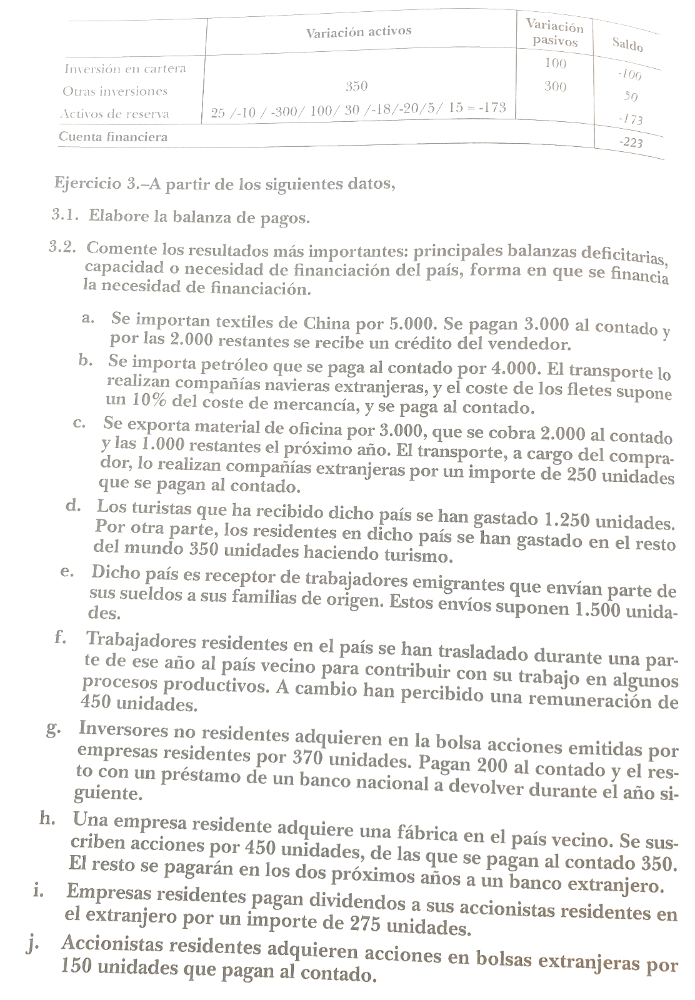 Variación activos
Variación pasivos
Saldo
Inversión en cartera 100 -100
Otras inversiones 350 300 50
Activos de reserva 25 /-10 / -300/ 100/ 30 /-18/-20/5/ 15 = -173 -173
Cuenta financiera -223
Ejercicio 3.–A partir de los siguientes datos,
3.1. Elabore la balanza de pagos.
3.2. Comente los resultados más importantes: principales balanzas deficitarias,
capacidad o necesidad de financiación del país, forma en que se financia
la necesidad de financiación.
a. Se importan textiles de China por 5.000. Se pagan 3.000 al contado y
por las 2.000 restantes se recibe un crédito del vendedor.
b. Se importa petróleo que se paga al contado por 4.000. El transporte lo
realizan compañías navieras extranjeras, y el coste de los fletes supone
un 10% del coste de mercancía, y se paga al contado.
c. Se exporta material de oficina por 3.000, que se cobra 2.000 al contado
y las 1.000 restantes el próximo año. El transporte, a cargo del compra-
dor, lo realizan compañías extranjeras por un importe de 250 unidades
que se pagan al contado.
d. Los turistas que ha recibido dicho país se han gastado 1.250 unidades.
Por otra parte, los residentes en dicho país se han gastado en el resto
del mundo 350 unidades haciendo turismo.
e. Dicho país es receptor de trabajadores emigrantes que envían parte de
sus sueldos a sus familias de origen. Estos envíos suponen 1.500 unida-
des.
f. Trabajadores residentes en el país se han trasladado durante una par-
te de ese año al país vecino para contribuir con su trabajo en algunos
procesos productivos. A cambio han percibido una remuneración de
450 unidades.
g. Inversores no residentes adquieren en la bolsa acciones emitidas por
empresas residentes por 370 unidades. Pagan 200 al contado y el res-
to con un préstamo de un banco nacional a devolver durante el año si-
guiente.
h. Una empresa residente adquiere una fábrica en el país vecino. Se sus-
criben acciones por 450 unidades, de las que se pagan al contado 350.
El resto se pagarán en los dos próximos años a un banco extranjero.
i. Empresas residentes pagan dividendos a sus accionistas residentes en
el extranjero por un importe de 275 unidades.
j. Accionistas residentes adquieren acciones en bolsas extranjeras por
150 unidades que pagan al contado.